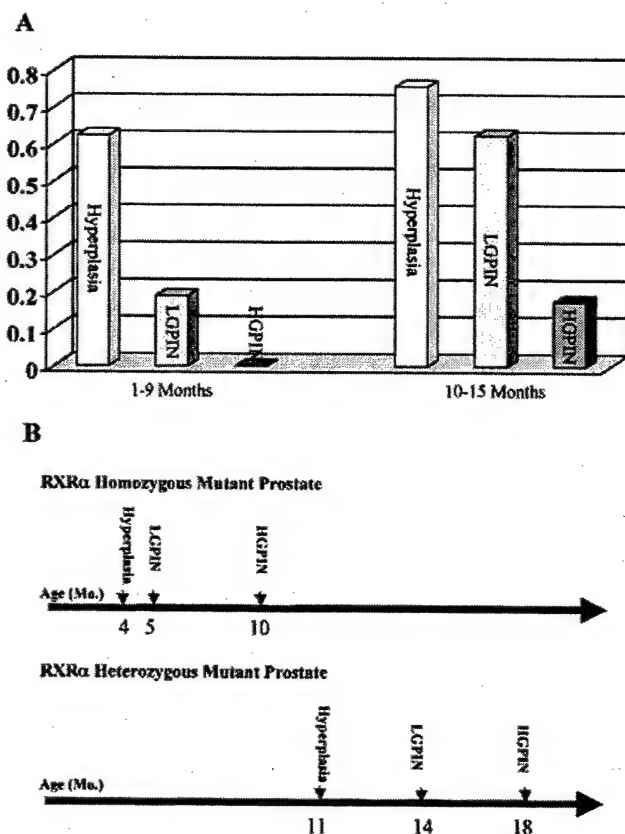 A
0.8
0.7
0.6
0.5
0.4
0.3
0.2
0.1
0
Hyperplasia
LGPIN
HGPIN
Hyperplasia
LGPIN
HGPIN
1-9 Months
10-15 Months
B
RXRα Homozygous Mutant Prostate
Hyperplasia
LGPIN
HGPIN
Age (Mo.)
4 5 10
RXRα Heterozygous Mutant Prostate
Hyperplasia
LGPIN
HGPIN
Age (Mo.)
11 14 18